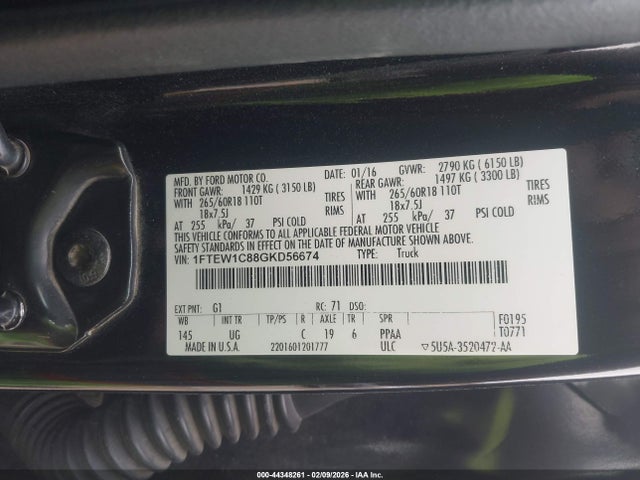 MFD. BY FORD MOTOR CO. 01/16 GVWR: 2790 KG ( 6150 LB)
FRONT GAWR: 1429 KG ( 3150 LB) REAR GAWR: 1497 KG ( 3300 LB)
WITH 265/60R18 110T TIRES WITH 265/60R18 110T TIRES
18x7.5J RIMS 18x7.5J RIMS
AT 255 kPa/ 37 PSI COLD AT 255 kPa/ 37 PSI COLD
THIS VEHICLE CONFORMS TO ALL APPLICABLE FEDERAL MOTOR VEHICLE
SAFETY AND THEFT PREVENTION STANDARDS IN EFFECT ON THE DATE OF
MANUFACTURE SHOWN ABOVE.
VIN: 1FTEW1C88GKD56674 TYPE: Truck
EXT PNT: G1 RC: 71 DSO:
WB INT TR TP/PS R AXLE TR SPR F0195
145 UG C 19 6 PPAA T0771
MADE IN U.S.A. 2201601201777 ULC ▽5U5A-3520472-AA
000-44348261 - 02/09/2026 - IAA Inc.